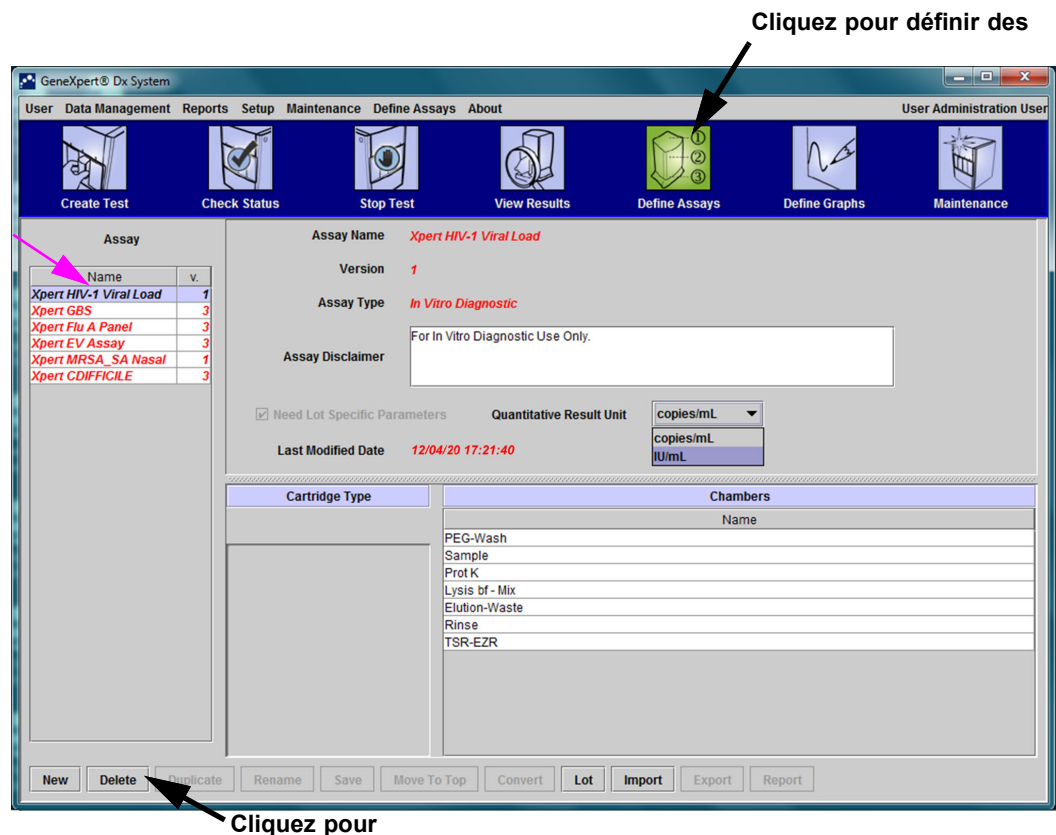 Cliquez pour définir des
GeneXpert® Dx System
User Data Management Reports Setup Maintenance Define Assays About User Administration User
Create Test Check Status Stop Test View Results Define Assays Define Graphs Maintenance
1
2
3
Assay
Name v.
Xpert HIV-1 Viral Load 1
Xpert GBS 3
Xpert Flu A Panel 3
Xpert EV Assay 3
Xpert MRSA_SA Nasal 1
Xpert CDIFFICILE 3
Assay Name Xpert HIV-1 Viral Load
Version 1
Assay Type In Vitro Diagnostic
Assay Disclaimer For In Vitro Diagnostic Use Only.
Need Lot Specific Parameters Quantitative Result Unit copies/mL
copies/mL
IU/mL
Last Modified Date 12/04/20 17:21:40
Cartridge Type
Chambers
Name
PEG-Wash
Sample
Prot K
Lysis bf - Mix
Elution-Waste
Rinse
TSR-EZR
New Delete Duplicate Rename Save Move To Top Convert Lot Import Export Report
Cliquez pour